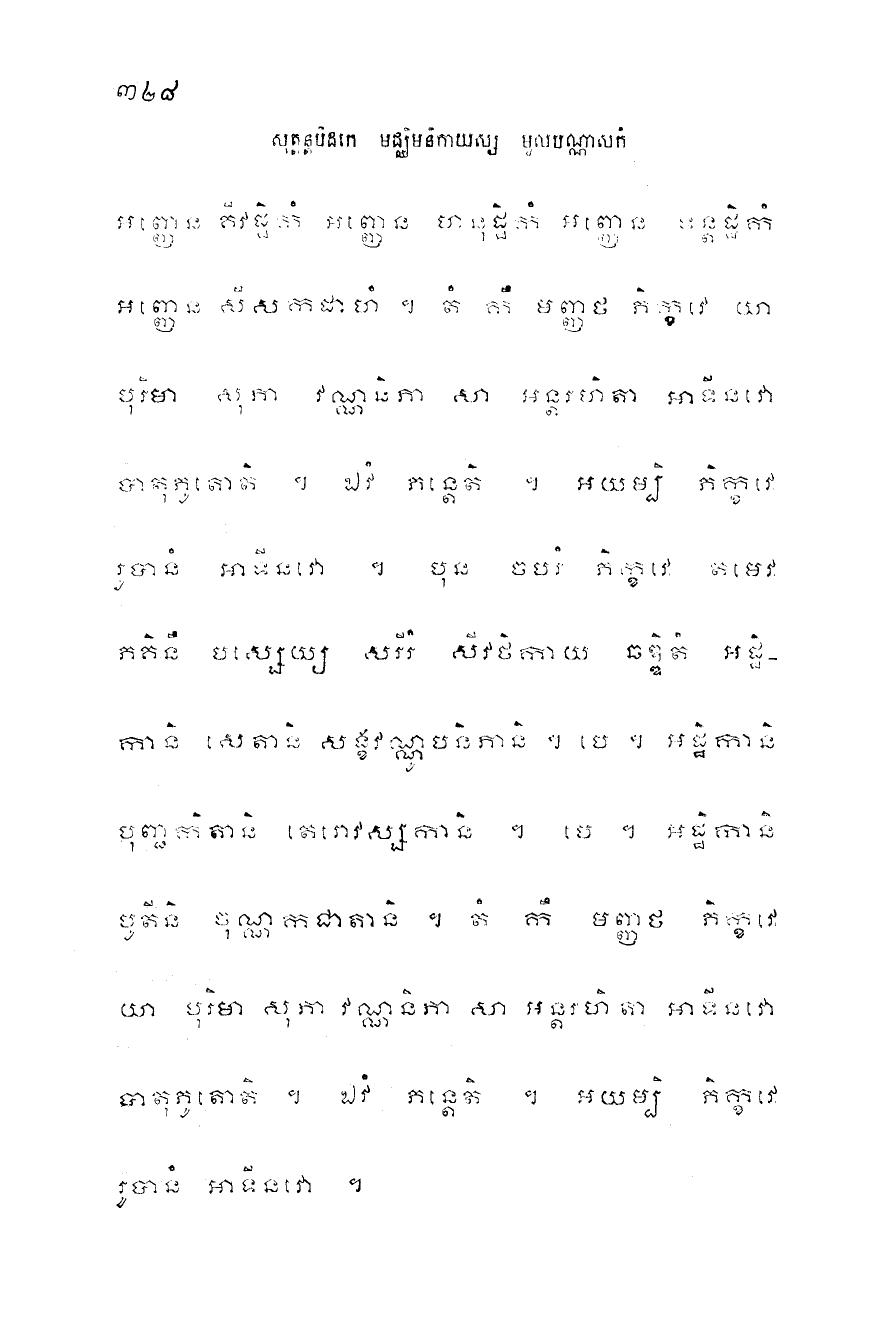 ៣៤៨
សុត្តន្តបិដកេ មជ្ឈិមនិកាយស្ស មូលបណ្ណាសកំ
អញ្ញេន គីវដ្ឋិកំ អញ្ញេន ហនុដ្ឋិកំ អញ្ញេន ទន្តដ្ឋិកំ
អញ្ញេន សីសកដាហំ ។ តំ កឹ មញ្ញថ ភិក្ខវេ យា
បុរិមា សុភា វណ្ណនិភា សា អន្តរហិតា អាទីនវោ
បាតុភូតោតិ ។ ឯវំ ភន្តេតិ ។ អយម្បិ ភិក្ខវេ
រូបានំ អាទីនវោ ។ បុន ចបរំ ភិក្ខវេ តមេវ
ភគិនឹ បស្សេយ្យ សរីរំ សីវថិកាយ ឆឌ្ឌិតំ អដ្ឋិ-
កានិ សេតានិ សង្ខវណ្ណូបនិភានិ ។ បេ ។ អដ្ឋិកានិ
បុញ្ជកិតានិ តេរោវស្សិកានិ ។ បេ ។ អដ្ឋិកានិ
បូតីនិ ចុណ្ណកជាតានិ ។ តំ កឹ មញ្ញថ ភិក្ខវេ
យា បុរិមា សុភា វណ្ណនិភា សា អន្តរហិតា អាទីនវោ
បាតុភូតោតិ ។ ឯវំ ភន្តេតិ ។ អយម្បិ ភិក្ខវេ
រូបានំ អាទីនវោ ។